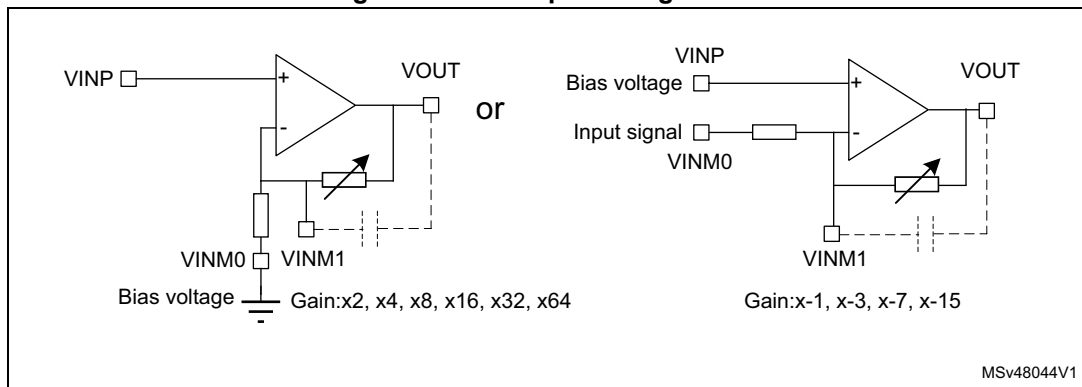 VINP
+
-
VOUT
VINM0
VINM1
Bias voltage
Gain:x2, x4, x8, x16, x32, x64
or
VINP
Bias voltage
Input signal
VINM0
+
-
VOUT
VINM1
Gain:x-1, x-3, x-7, x-15
MSv48044V1